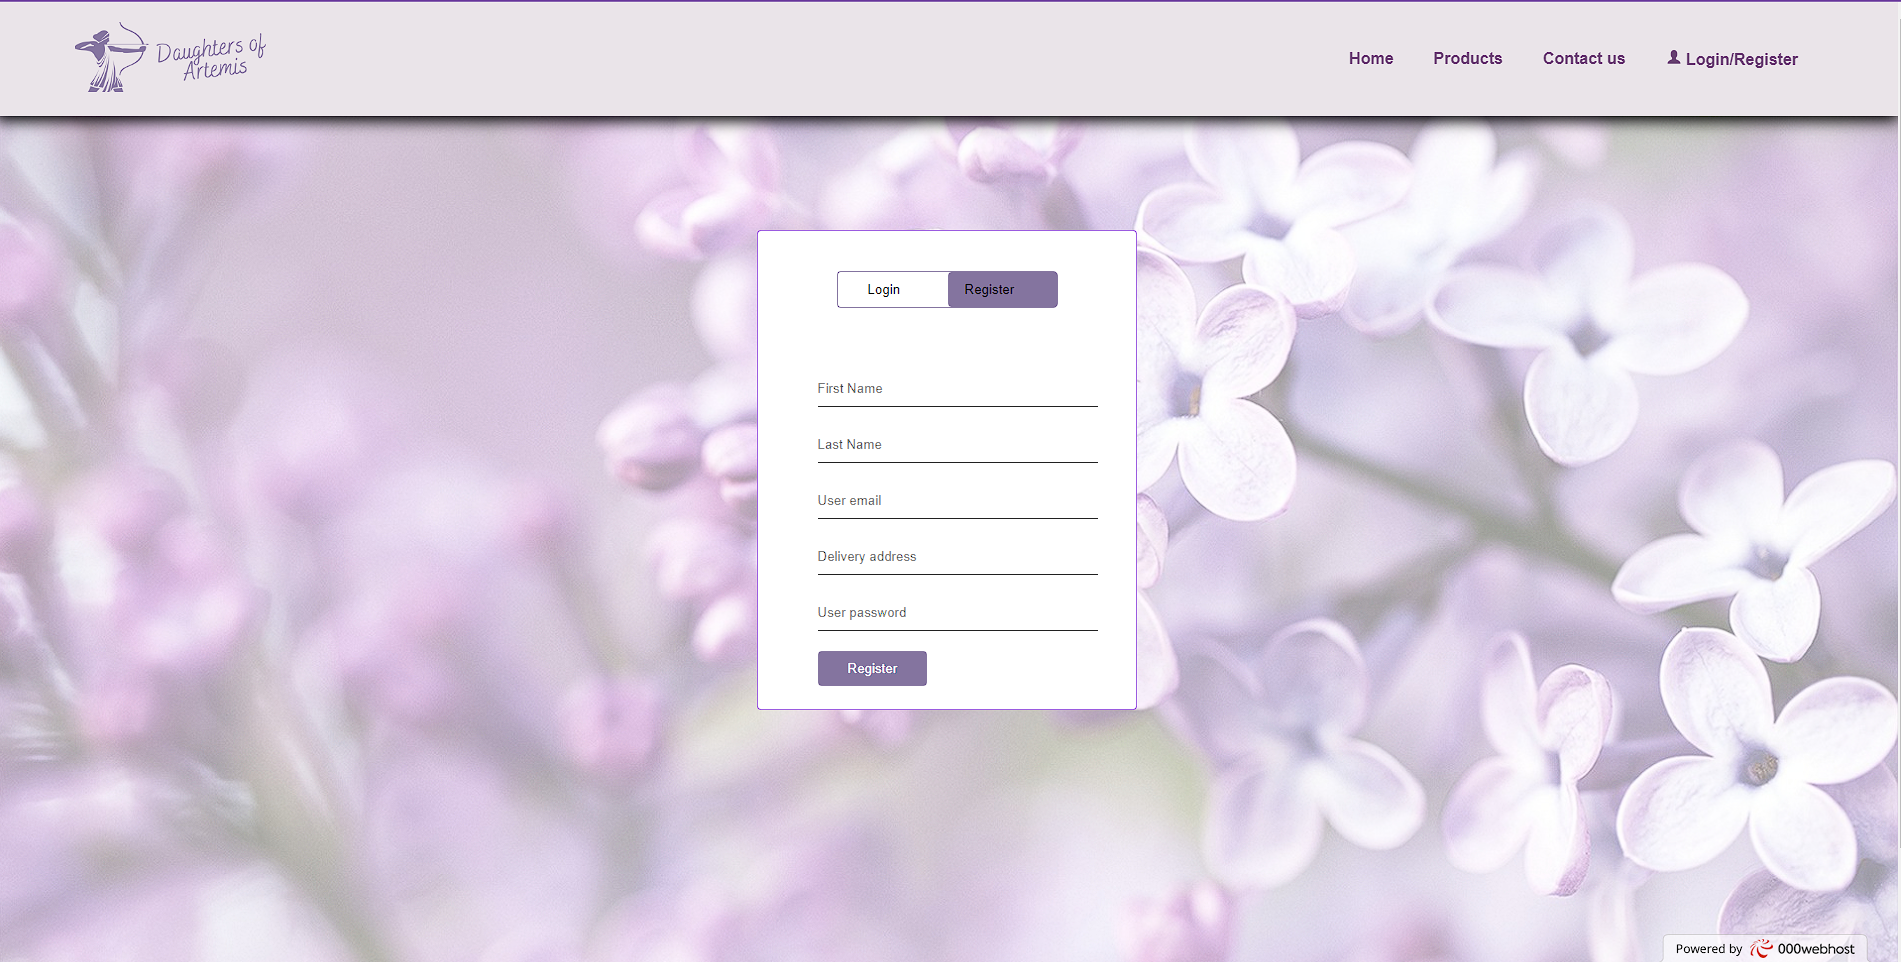 Daughters of
Artemis
Home Products Contact us Login/Register
Login Register
First Name
Last Name
User email
Delivery address
User password
Register
Powered by 000webhost